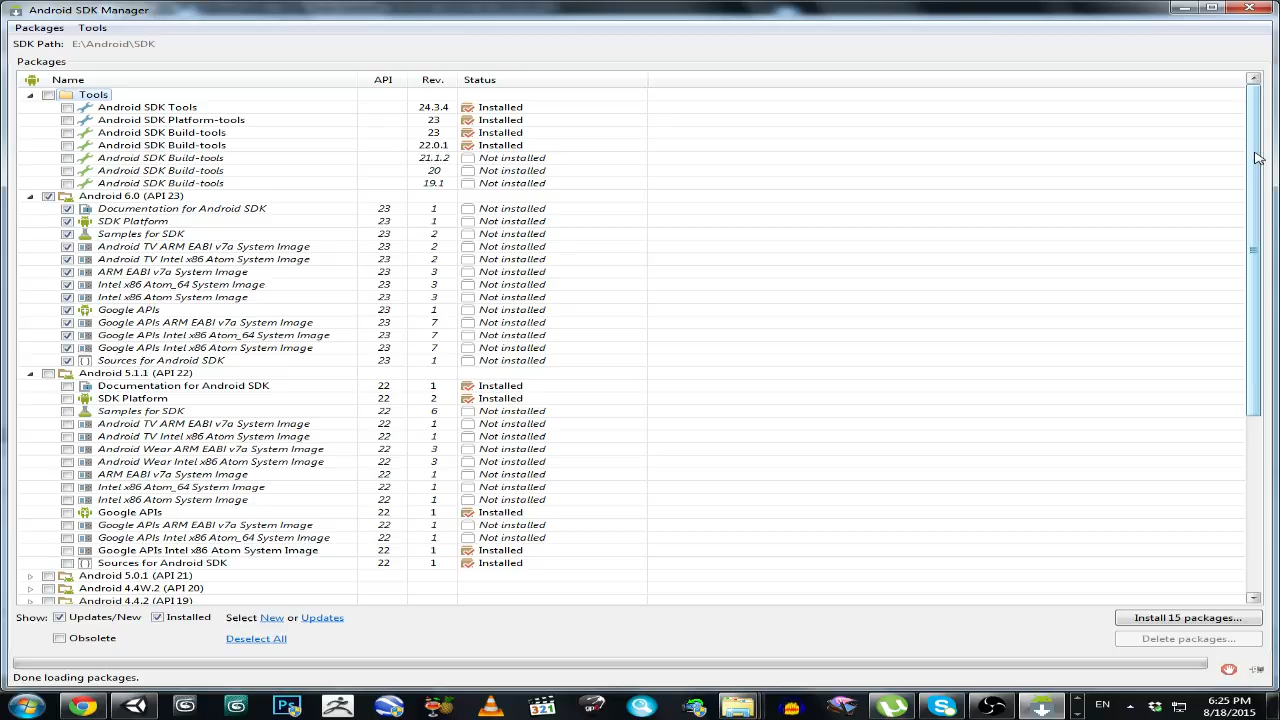 Android SDK Manager
Packages Tools
SDK Path: E:\Android\SDK
Packages
Name API Rev. Status
Tools
Android SDK Tools 24.3.4 Installed
Android SDK Platform-tools 23 Installed
Android SDK Build-tools 23 Installed
Android SDK Build-tools 22.0.1 Installed
Android SDK Build-tools 21.1.2 Not installed
Android SDK Build-tools 20 Not installed
Android SDK Build-tools 19.1 Not installed
Android 6.0 (API 23)
Documentation for Android SDK 23 1 Not installed
SDK Platform 23 1 Not installed
Samples for SDK 23 2 Not installed
Android TV ARM EABI v7a System Image 23 2 Not installed
Android TV Intel x86 Atom System Image 23 2 Not installed
ARM EABI v7a System Image 23 3 Not installed
Intel x86 Atom_64 System Image 23 3 Not installed
Intel x86 Atom System Image 23 3 Not installed
Google APIs 23 1 Not installed
Google APIs ARM EABI v7a System Image 23 7 Not installed
Google APIs Intel x86 Atom_64 System Image 23 7 Not installed
Google APIs Intel x86 Atom System Image 23 7 Not installed
Sources for Android SDK 23 1 Not installed
Android 5.1.1 (API 22)
Documentation for Android SDK 22 1 Installed
SDK Platform 22 2 Installed
Samples for SDK 22 6 Not installed
Android TV ARM EABI v7a System Image 22 1 Not installed
Android TV Intel x86 Atom System Image 22 1 Not installed
Android Wear ARM EABI v7a System Image 22 3 Not installed
Android Wear Intel x86 Atom System Image 22 3 Not installed
ARM EABI v7a System Image 22 1 Not installed
Intel x86 Atom_64 System Image 22 1 Not installed
Intel x86 Atom System Image 22 1 Not installed
Google APIs 22 1 Installed
Google APIs ARM EABI v7a System Image 22 1 Not installed
Google APIs Intel x86 Atom_64 System Image 22 1 Not installed
Google APIs Intel x86 Atom System Image 22 1 Installed
Sources for Android SDK 22 1 Installed
Android 5.0.1 (API 21)
Android 4.4W.2 (API 20)
Android 4.4.2 (API 19)
Show: Updates/New Installed Select New or Updates Install 15 packages...
Obsolete Deselect All Delete packages...
Done loading packages.
Ps 321 EN 6:25 PM
8/18/2015